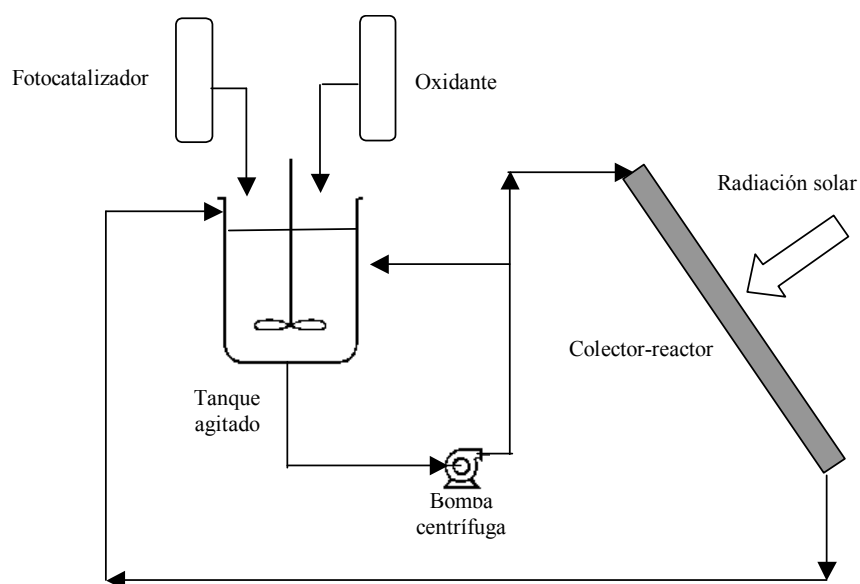 Fotocatalizador
Oxidante
Radiación solar
Colector-reactor
Tanque
agitado
Bomba
centrífuga